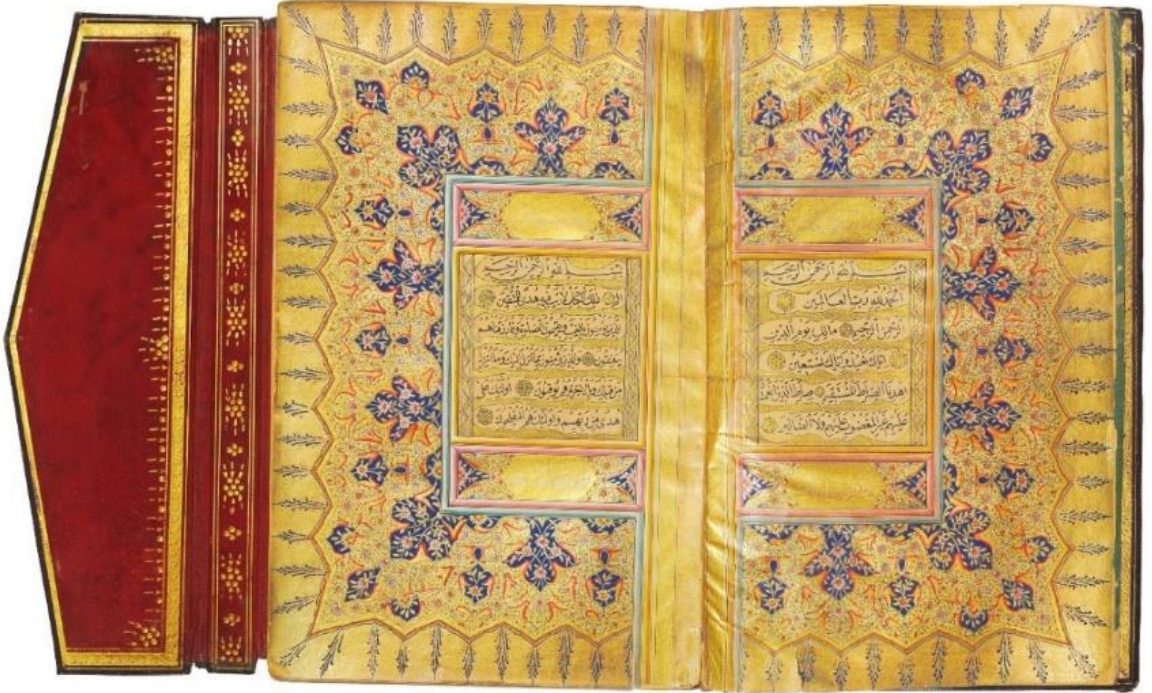 بسم الله الرحمن الرحيم
الحمد لله رب العالمين
الرحمن الرحيم مالك يوم الدين
اياك نعبد واياك نستعين
اهدنا الصراط المستقيم صراط الذين انعمت
عليهم غير المغضوب عليهم ولا الضالين
بسم الله الرحمن الرحيم
الم ذلك الكتاب لا ريب فيه هدى للمتقين
الذين يؤمنون بالغيب ويقيمون الصلوة ومما رزقناهم
ينفقون والذين يؤمنون بما انزل اليك وما انزل
من قبلك وبالآخرة هم يوقنون اولئك على
هدى من ربهم واولئك هم المفلحون